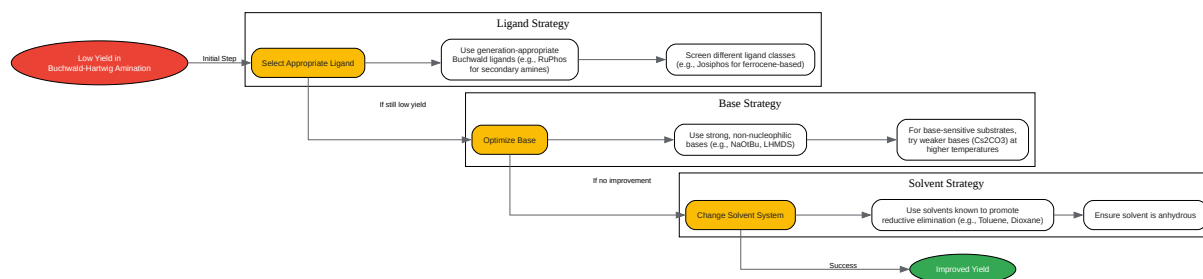 Ligand Strategy
Low Yield in
Buchwald-Hartwig Amination
Initial Step
Select Appropriate Ligand
Use generation-appropriate
Buchwald ligands (e.g., RuPhos
for secondary amines)
Screen different ligand classes
(e.g., Josiphos for ferrocene-based)
If still low yield
Base Strategy
Optimize Base
Use strong, non-nucleophilic
bases (e.g., NaOtBu, LHMDS)
For base-sensitive substrates,
try weaker bases (Cs2CO3) at
higher temperatures
If no improvement
Solvent Strategy
Change Solvent System
Use solvents known to promote
reductive elimination (e.g., Toluene, Dioxane)
Ensure solvent is anhydrous
Success
Improved Yield